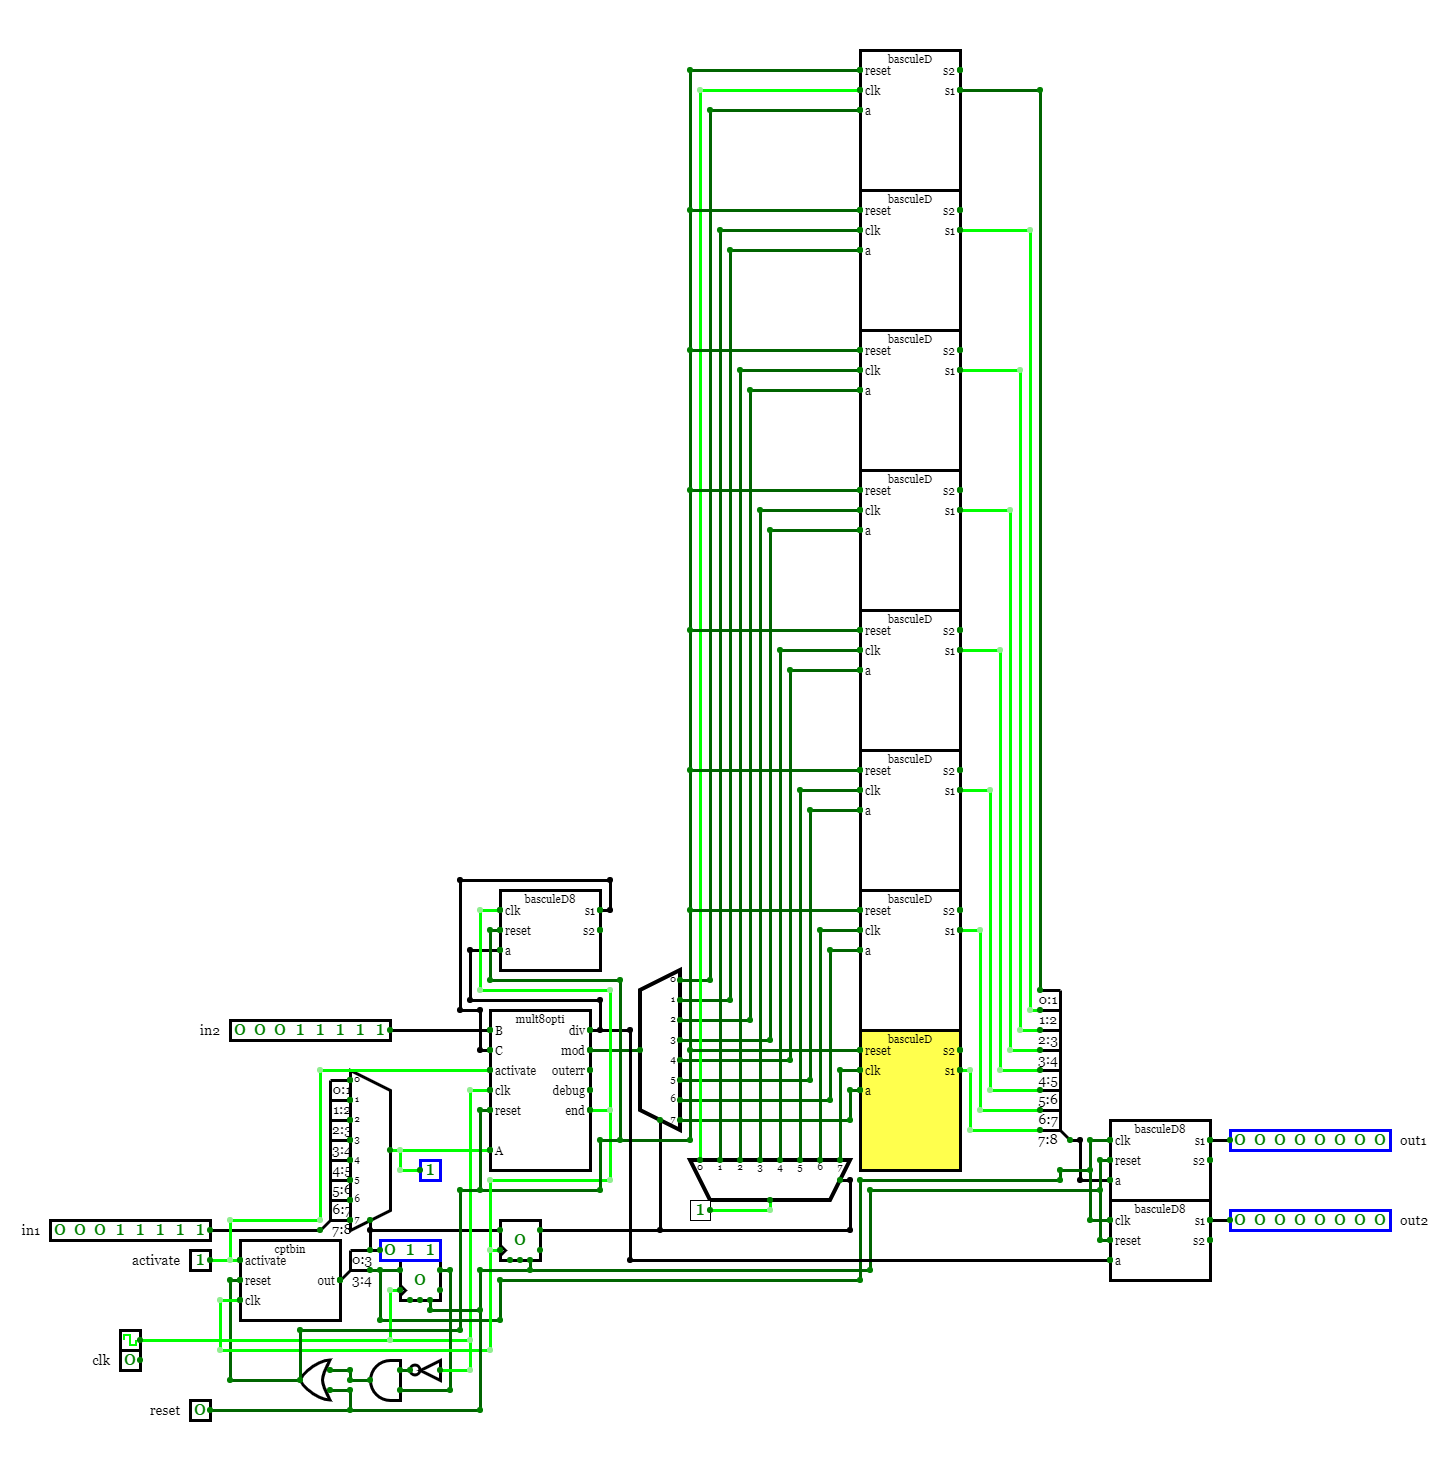 basculeD
reset s2
clk s1
a
basculeD
reset s2
clk s1
a
basculeD
reset s2
clk s1
a
basculeD
reset s2
clk s1
a
basculeD
reset s2
clk s1
a
basculeD
reset s2
clk s1
a
basculeD
reset s2
clk s1
a
basculeD
reset s2
clk s1
a
basculeD8
clk s1
reset s2
a
0
1
2
3
4
5
6
7
0:1
1:2
2:3
3:4
4:5
5:6
6:7
7:8
in2 0 0 0 1 1 1 1 1
mult8opti
B div
C mod
activate outerr
clk debug
reset end
A
0
1
2
3
4
5
6
7
0:1
1:2
2:3
3:4
4:5
5:6
6:7
7:8
1
0 1 2 3 4 5 6 7
1
basculeD8
clk s1
reset s2
a
0 0 0 0 0 0 0 0 out1
basculeD8
clk s1
reset s2
a
0 0 0 0 0 0 0 0 out2
in1 0 0 0 1 1 1 1 1
activate 1
cptbin
activate
reset out
clk
0:3
3:4
0 1 1
0
0
clk 0
reset 0